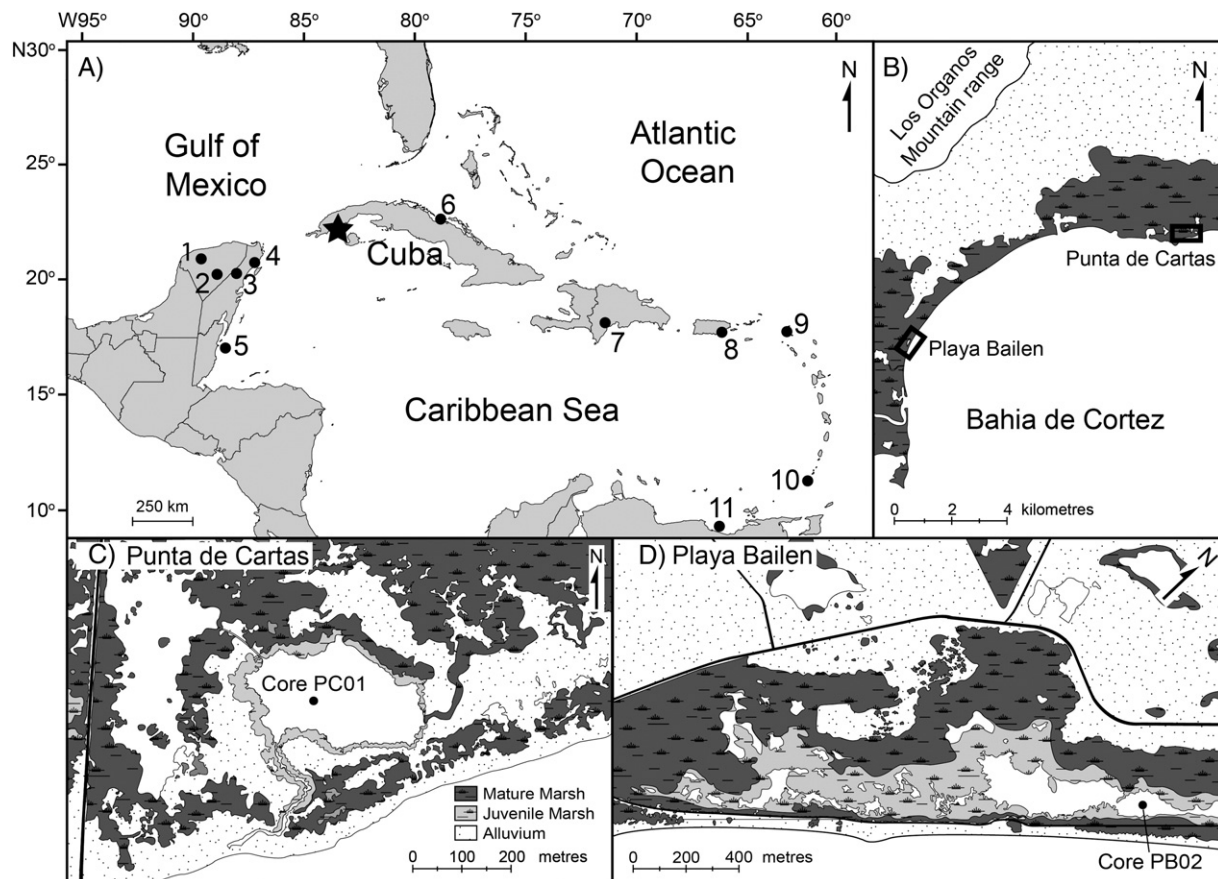 W95° 90° 85° 80° 75° 70° 65° 60°
N30°
A)
N
Gulf of
Mexico
Atlantic
Ocean
25°
6
Cuba
1
4
2
3
20°
5
7
8
9
15°
Caribbean Sea
10
11
10°
250 km
B)
N
Los Organos
Mountain range
Punta de Cartas
Playa Bailen
Bahia de Cortez
0 2 4 kilometres
C) Punta de Cartas
N
Core PC01
Mature Marsh
Juvenile Marsh
Alluvium
0 100 200 metres
D) Playa Bailen
N
0 200 400 metres
Core PB02